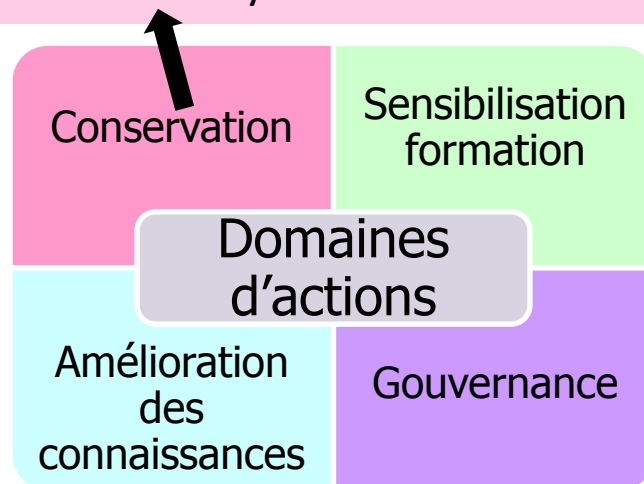 Conservation
Sensibilisation
formation
Domaines
d’actions
Amélioration
des
connaissances
Gouvernance